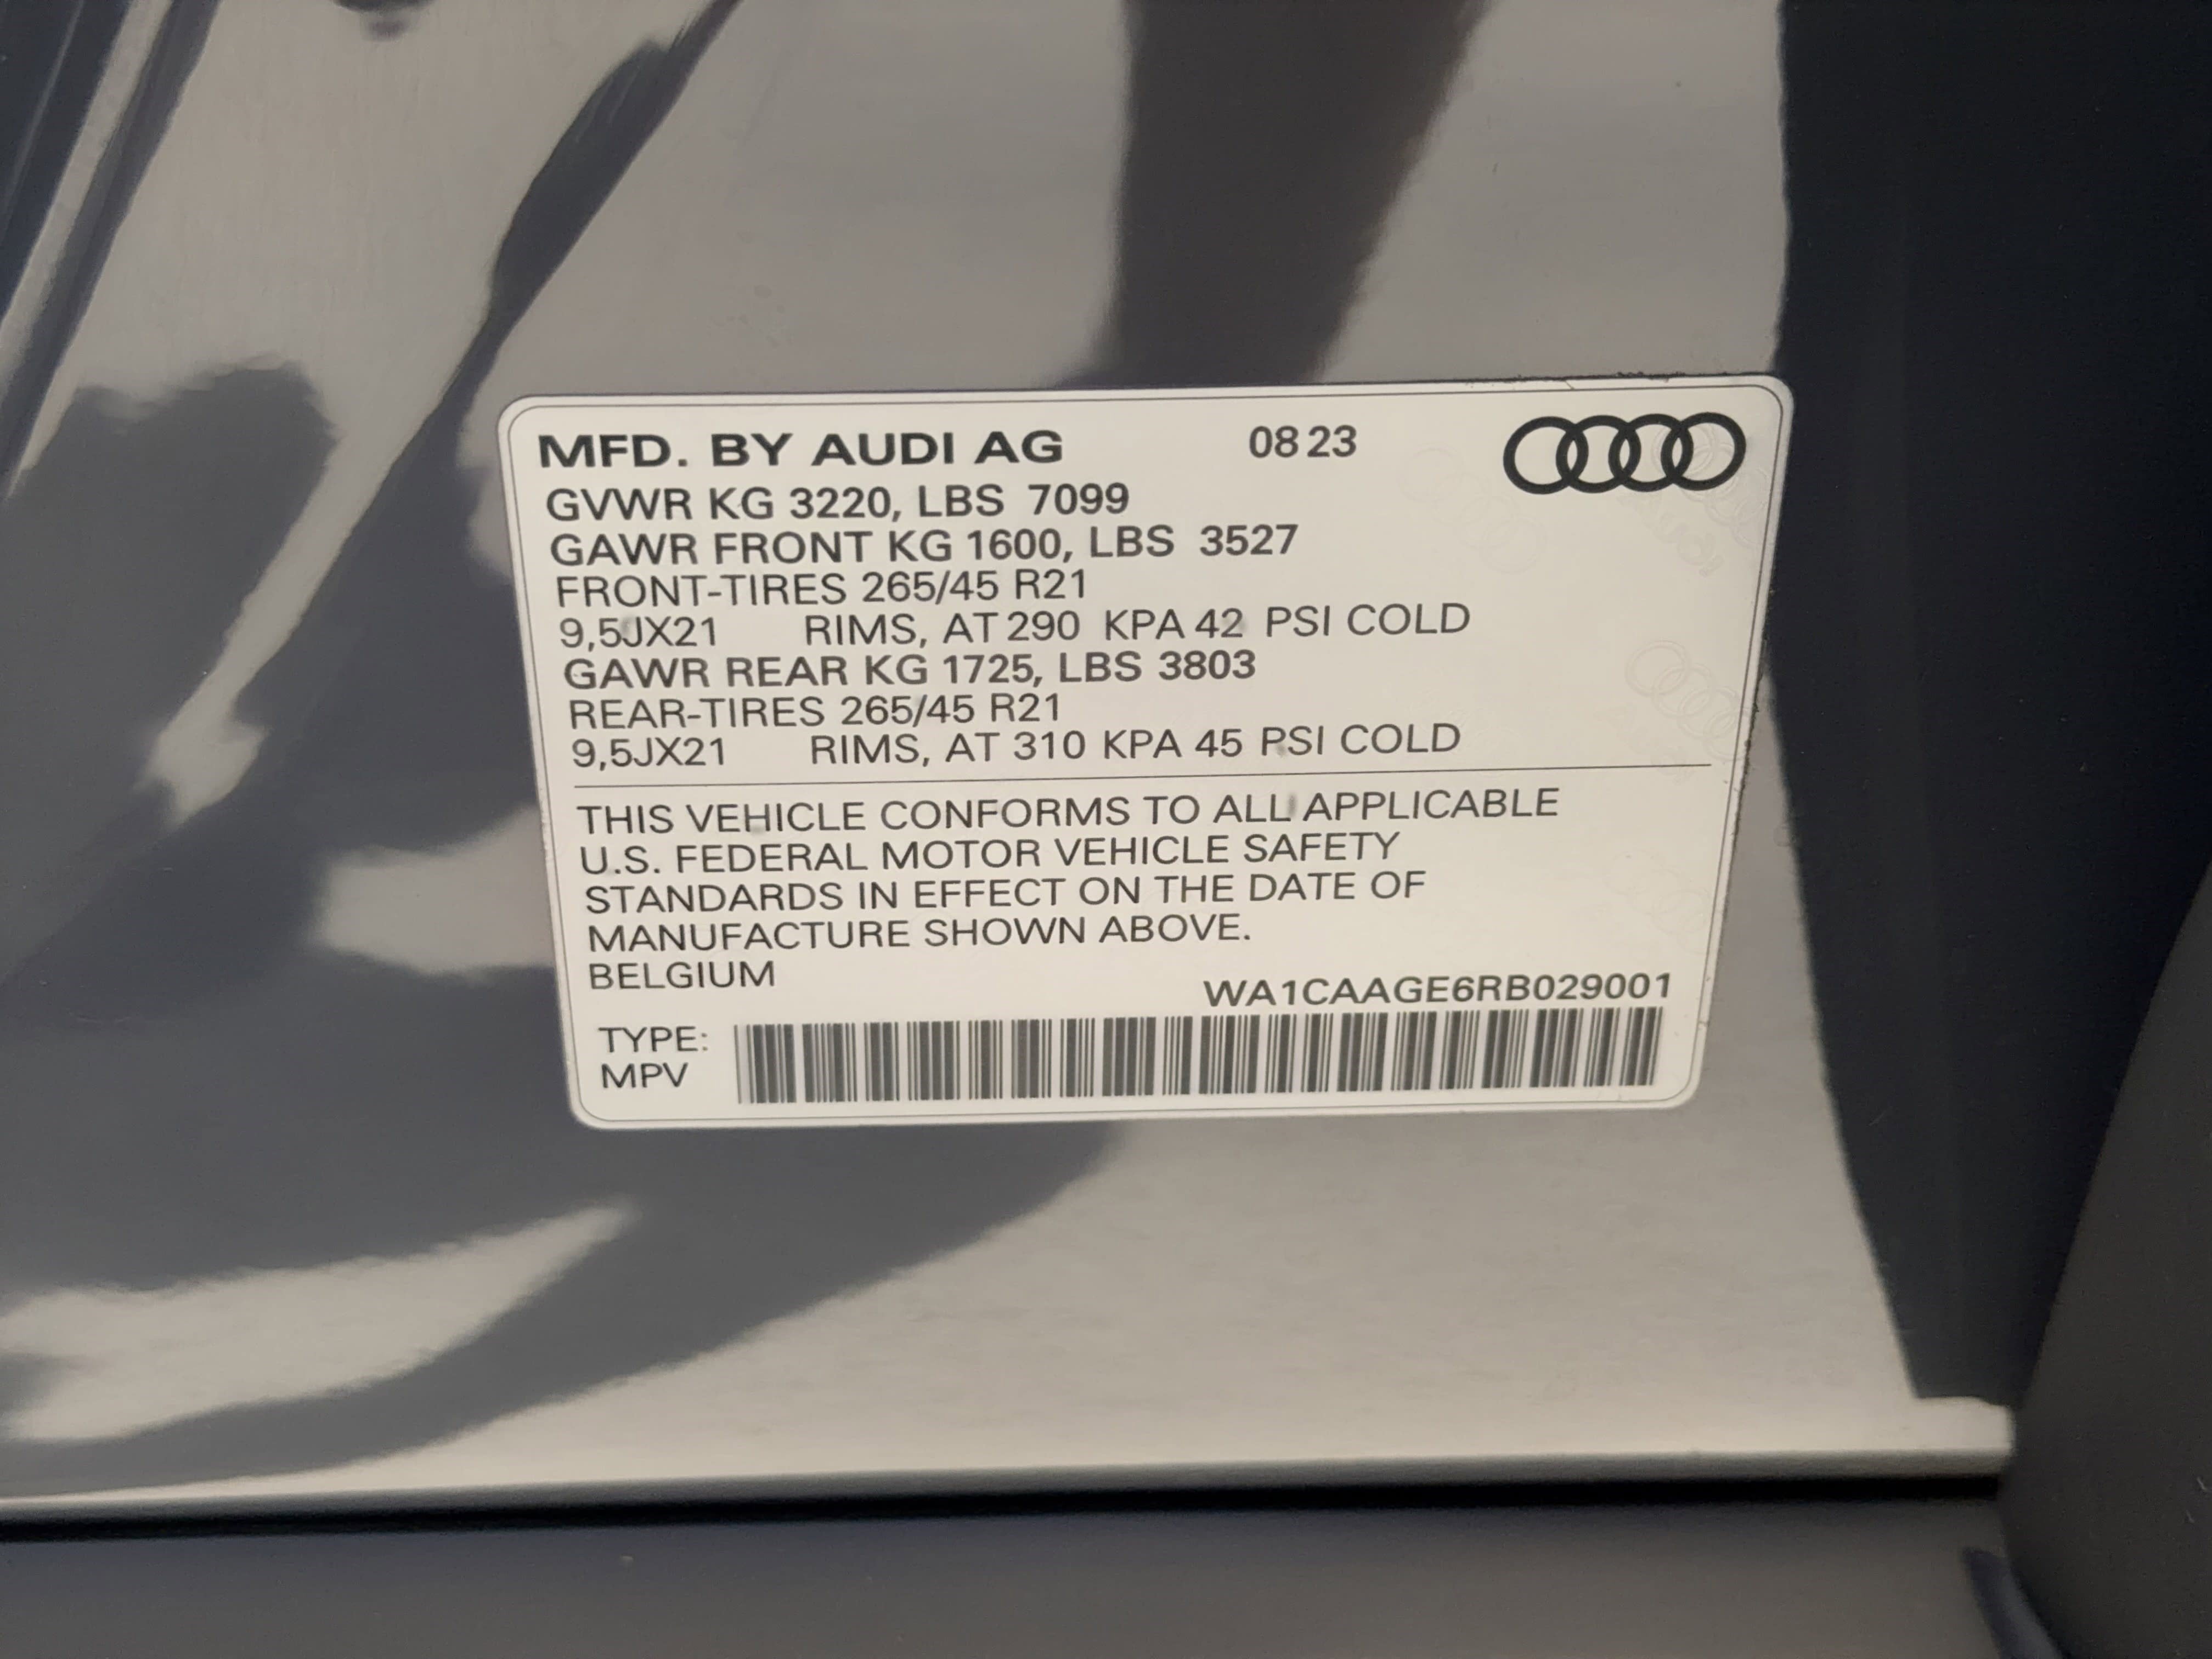 MFD. BY AUDI AG 08 23
GVWR KG 3220, LBS 7099
GAWR FRONT KG 1600, LBS 3527
FRONT-TIRES 265/45 R21
9,5JX21 RIMS, AT 290 KPA 42 PSI COLD
GAWR REAR KG 1725, LBS 3803
REAR-TIRES 265/45 R21
9,5JX21 RIMS, AT 310 KPA 45 PSI COLD
THIS VEHICLE CONFORMS TO ALL APPLICABLE
U.S. FEDERAL MOTOR VEHICLE SAFETY
STANDARDS IN EFFECT ON THE DATE OF
MANUFACTURE SHOWN ABOVE.
BELGIUM
WA1CAAGE6RB029001
TYPE:
MPV